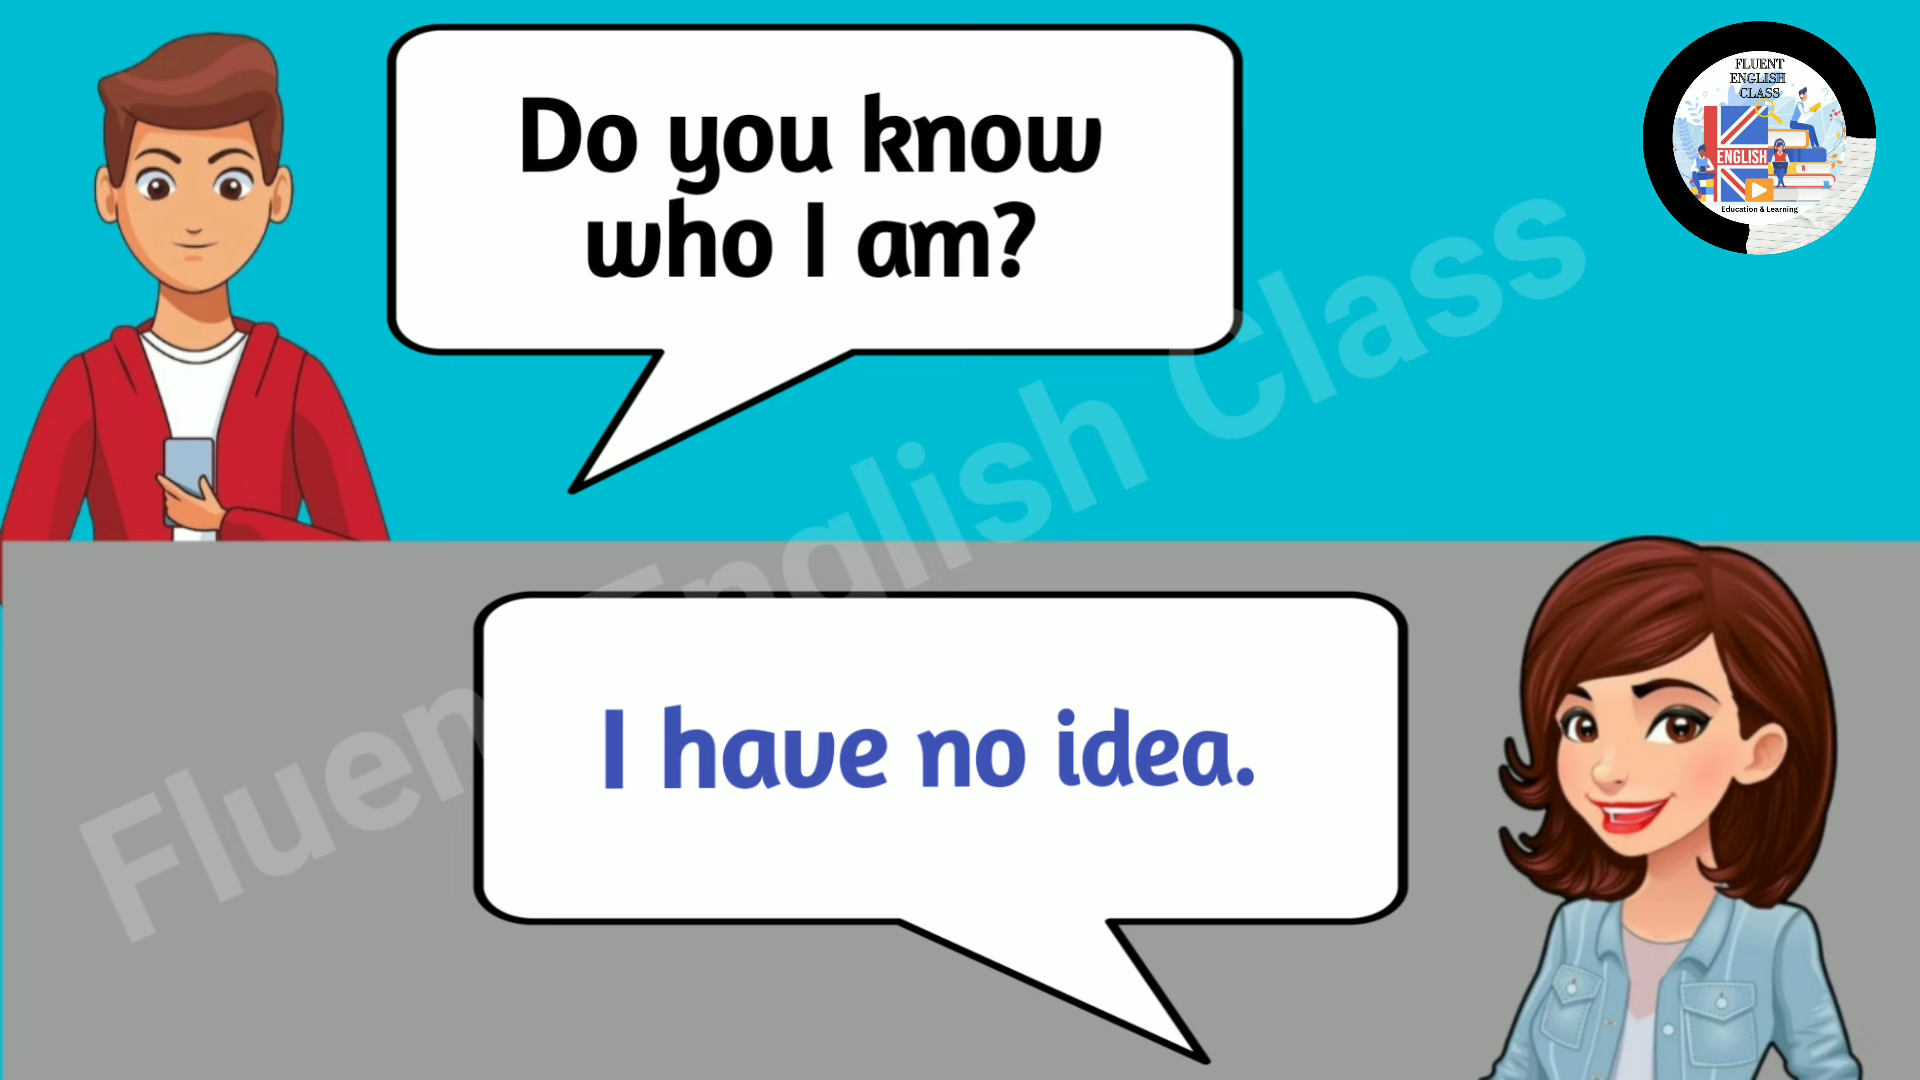 Do you know
who I am?
FLUENT
ENGLISH
CLASS
ENGLISH
Education & Learning
I have no idea.
Fluent English Class